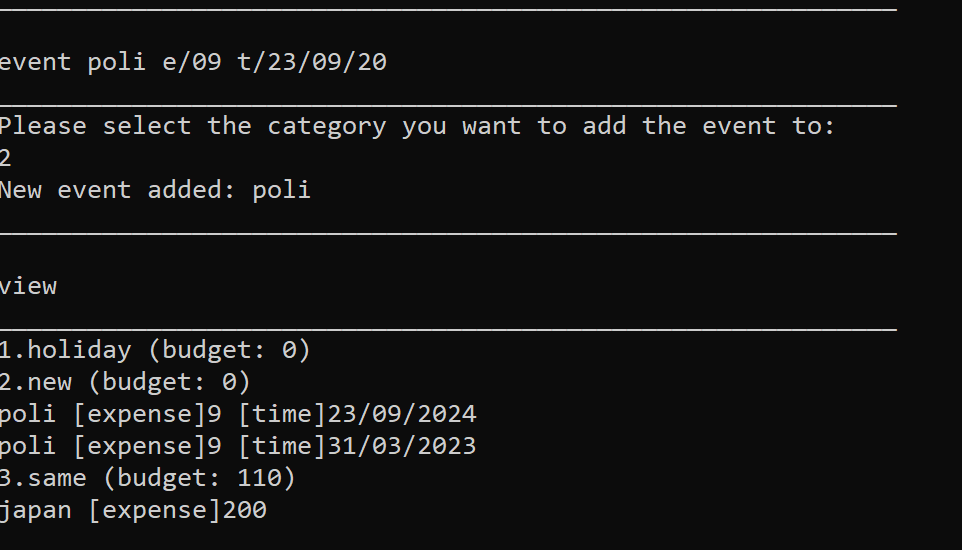 event poli e/09 t/23/09/20
Please select the category you want to add the event to:
2
New event added: poli
view
1.holiday (budget: 0)
2.new (budget: 0)
poli [expense]9 [time]23/09/2024
poli [expense]9 [time]31/03/2023
3.same (budget: 110)
japan [expense]200